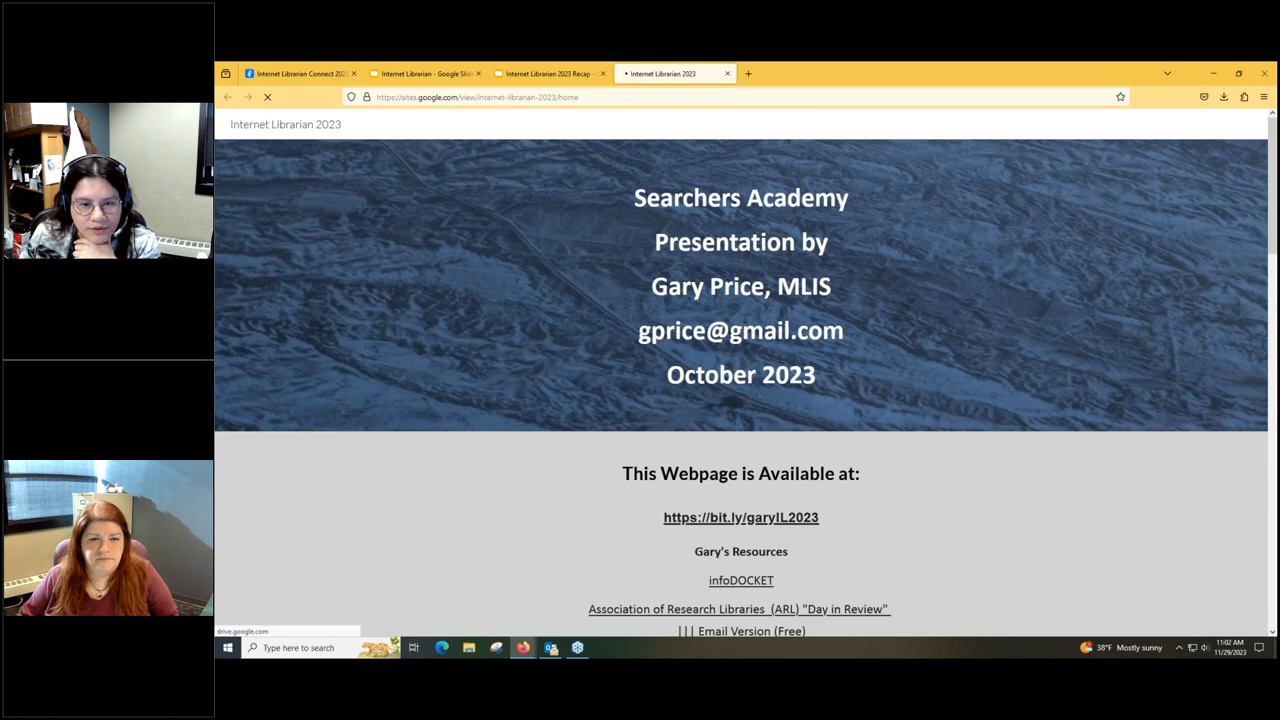 Internet Librarian Connect 202
Internet Librarian - Google Slid
Internet Librarian 2023 Recap -
Internet Librarian 2023
https://sites.google.com/view/internet-librarian-2023/home
Internet Librarian 2023
Searchers Academy
Presentation by
Gary Price, MLIS
gprice@gmail.com
October 2023
This Webpage is Available at:
https://bit.ly/garyIL2023
Gary's Resources
infoDOCKET
Association of Research Libraries (ARL) "Day in Review"
||| Email Version (Free)
drive.google.com
Type here to search
38°F Mostly sunny
11:02 AM
11/29/2023